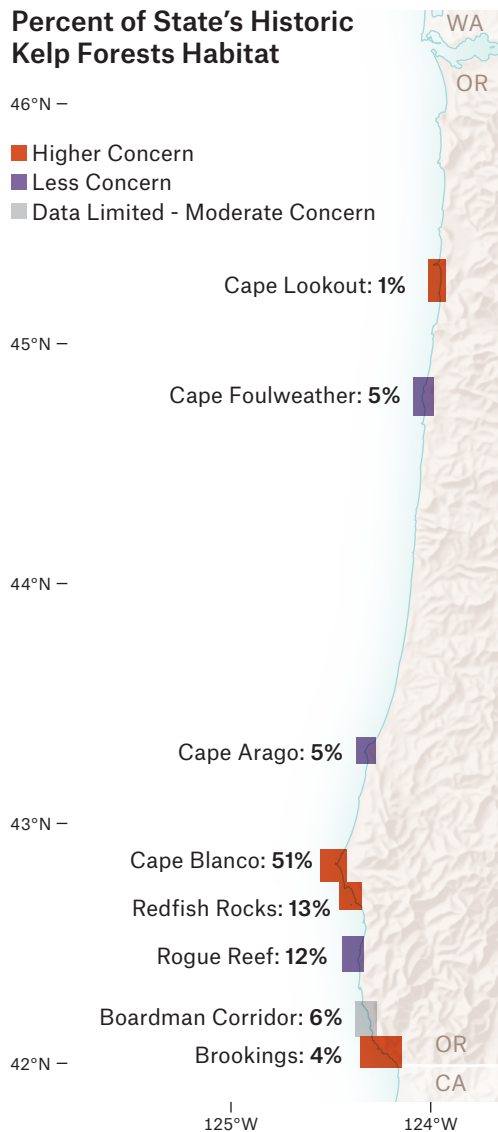 Percent of State's Historic
Kelp Forests Habitat
WA
OR
46°N
Higher Concern
Less Concern
Data Limited - Moderate Concern
Cape Lookout: 1%
45°N
Cape Foulweather: 5%
44°N
Cape Arago: 5%
43°N
Cape Blanco: 51%
Redfish Rocks: 13%
Rogue Reef: 12%
Boardman Corridor: 6%
OR
Brookings: 4%
42°N
CA
125°W
124°W